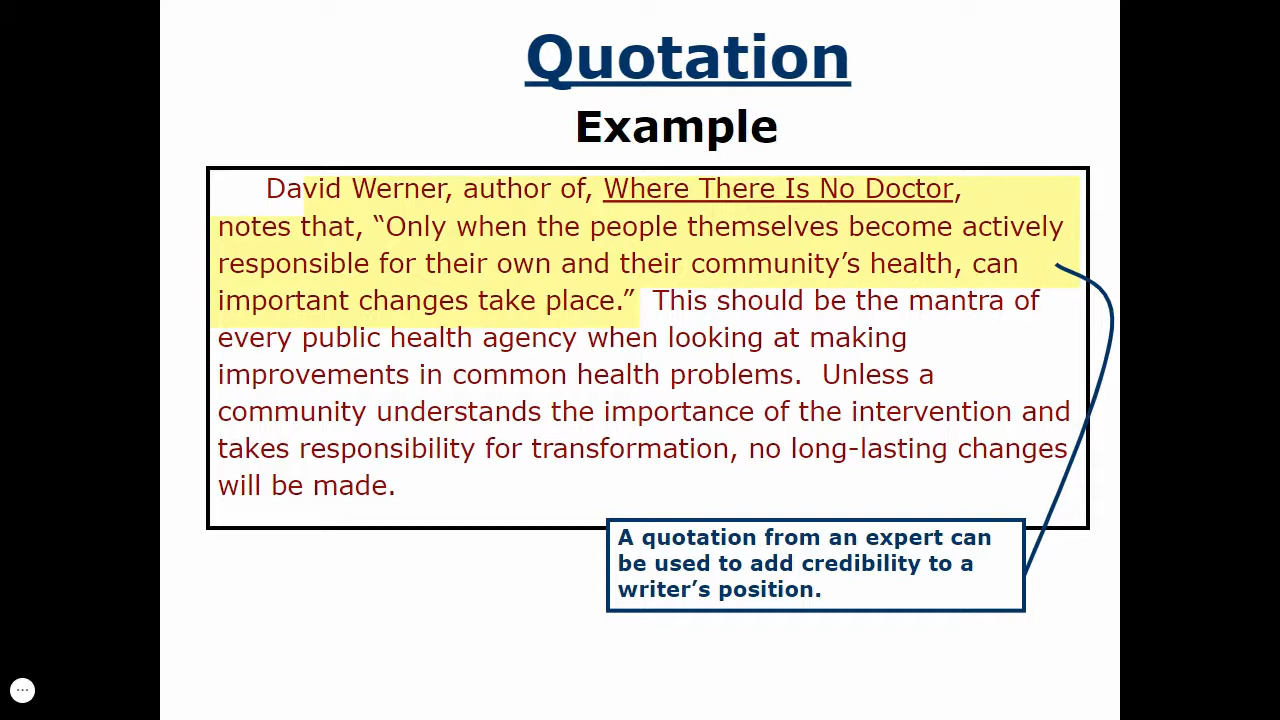 Quotation
Example
David Werner, author of, Where There Is No Doctor,
notes that, “Only when the people themselves become actively
responsible for their own and their community’s health, can
important changes take place.”  This should be the mantra of
every public health agency when looking at making
improvements in common health problems.  Unless a
community understands the importance of the intervention and
takes responsibility for transformation, no long-lasting changes
will be made.
A quotation from an expert can
be used to add credibility to a
writer’s position.